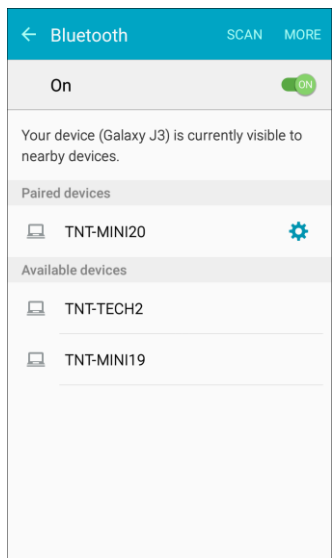 Bluetooth SCAN MORE
On ON
Your device (Galaxy J3) is currently visible to
nearby devices.
Paired devices
TNT-MINI20
Available devices
TNT-TECH2
TNT-MINI19